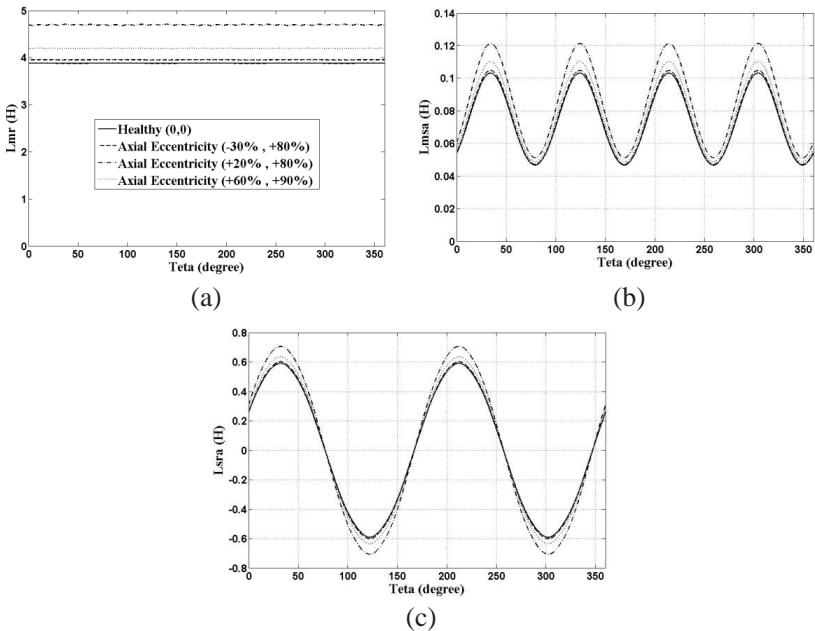 5
4
3
2
1
0
Lmr (H)
Healthy (0,0)
Axial Eccentricity (-30% , +80%)
Axial Eccentricity (+20% , +80%)
Axial Eccentricity (+60% , +90%)
0 50 100 150 200 250 300 350
Teta (degree)
(a)
0.14
0.12
0.1
0.08
0.06
0.04
0.02
0
Lmsa (H)
0 50 100 150 200 250 300 350
Teta (degree)
(b)
0.8
0.6
0.4
0.2
0
-0.2
-0.4
-0.6
-0.8
Lsra (H)
0 50 100 150 200 250 300 350
Teta (degree)
(c)